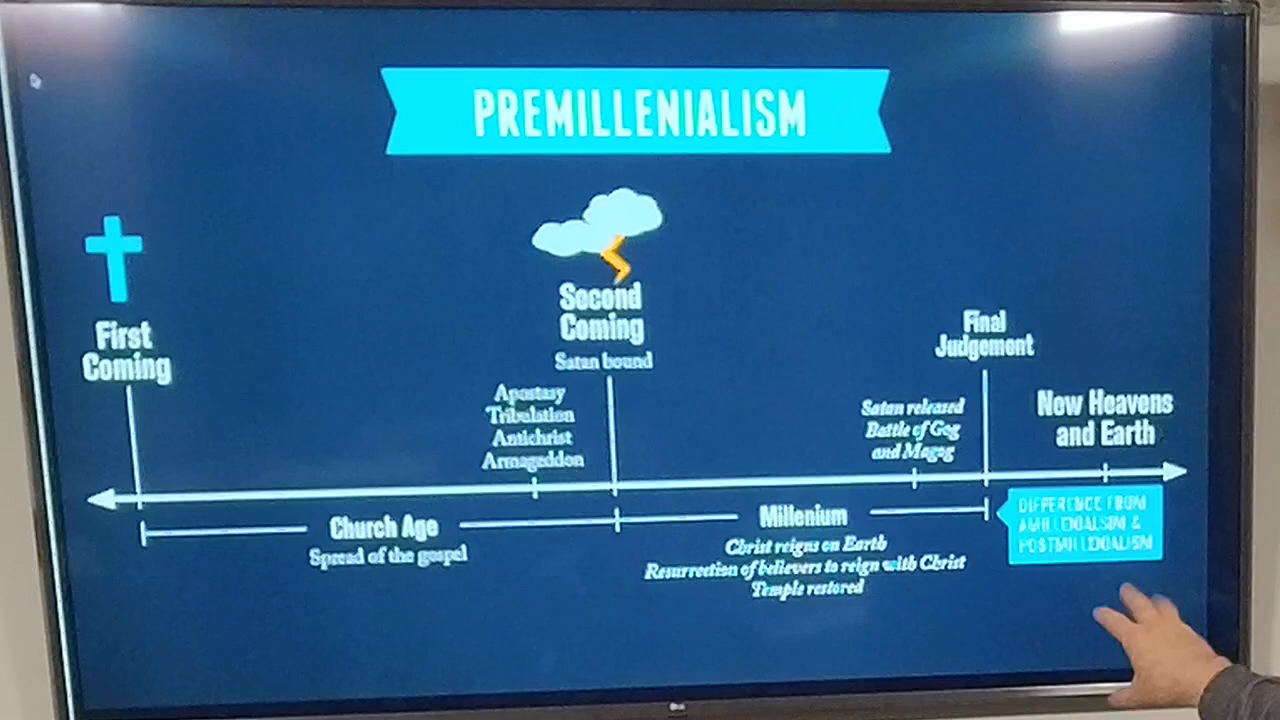 PREMILLENIALISM
First
Coming
Second
Coming
Satan bound
Apostasy
Tribulation
Antichrist
Armageddon
Final
Judgement
Satan released
Battle of Gog
and Magog
New Heavens
and Earth
Church Age
Spread of the gospel
Millenium
Christ reigns on Earth
Resurrection of believers to reign with Christ
Temple restored
DIFFERENCE FROM
&
LG